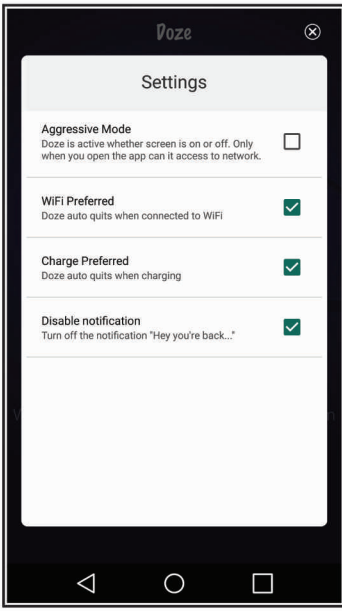 Doze
Settings
Aggressive Mode
Doze is active whether screen is on or off. Only
when you open the app can it access to network.
WiFi Preferred
Doze auto quits when connected to WiFi
Charge Preferred
Doze auto quits when charging
Disable notification
Turn off the notification "Hey you're back..."